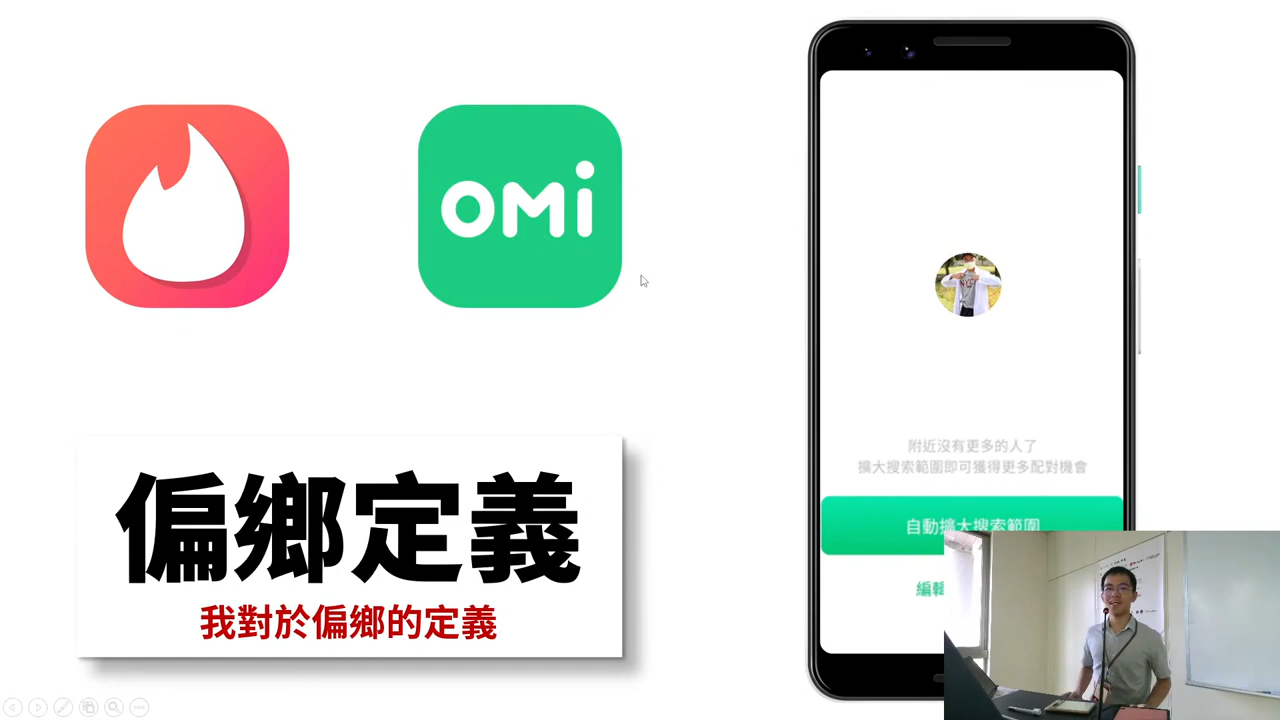 OMi
偏鄉定義
我對於偏鄉的定義
附近沒有更多的人了
擴大搜索範圍即可獲得更多配對機會
自動擴大搜索範圍
編輯